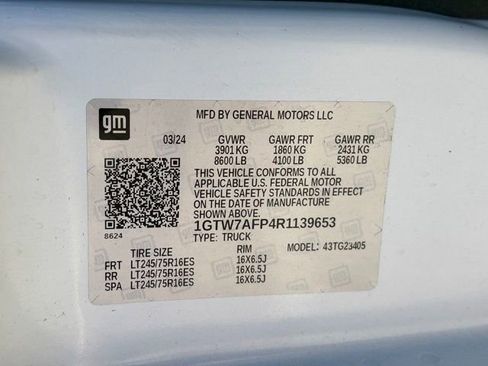 gm
MFD BY GENERAL MOTORS LLC
03/24 GVWR GAWR FRT GAWR RR
3901 KG 1860 KG 2431 KG
8600 LB 4100 LB 5360 LB
THIS VEHICLE CONFORMS TO ALL
APPLICABLE U.S. FEDERAL MOTOR
VEHICLE SAFETY STANDARDS IN EFFECT
ON THE DATE OF MANUFACTURE
SHOWN ABOVE.
1GTW7AFP4R1139653
8624
TYPE: TRUCK MODEL: 43TG23405
TIRE SIZE RIM
FRT LT245/75R16ES 16X6.5J
RR LT245/75R16ES 16X6.5J
SPA LT245/75R16ES 16X6.5J